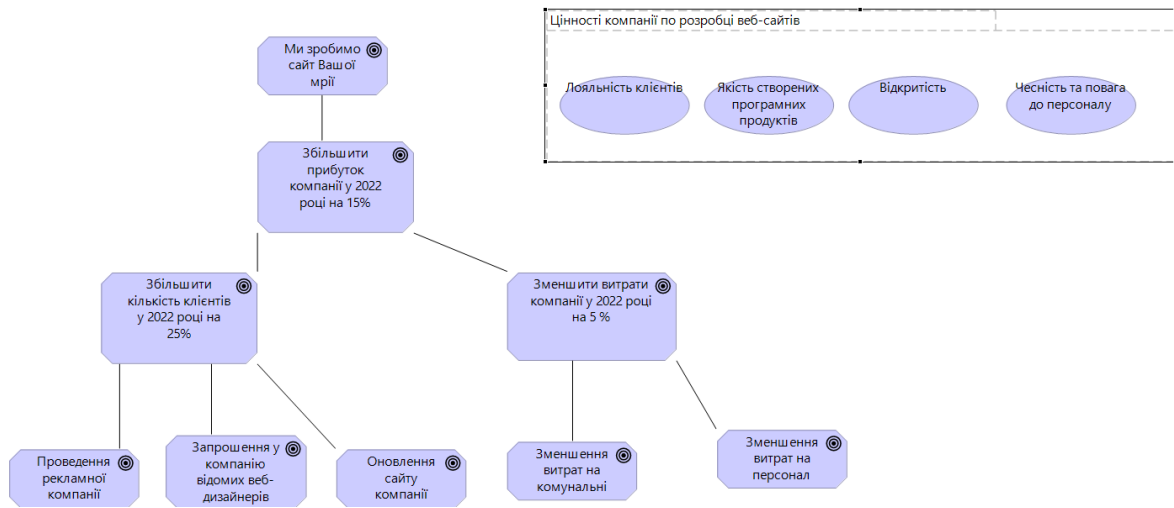 Ми зробимо
сайт Вашої
мрії
Цінності компанії по розробці веб-сайтів
Лояльність клієнтів
Якість створених
програмних
продуктів
Відкритість
Чесність та повага
до персоналу
Збільшити
прибуток
компанії у 2022
році на 15%
Збільшити
кількість клієнтів
у 2022 році на
25%
Зменшити витрати
компанії у 2022 році
на 5 %
Проведення
рекламної
компанії
Запрошення у
компанію
відомих веб-
дизайнерів
Оновлення
сайту
компанії
Зменшення
витрат на
комунальні
Зменшення
витрат на
персонал